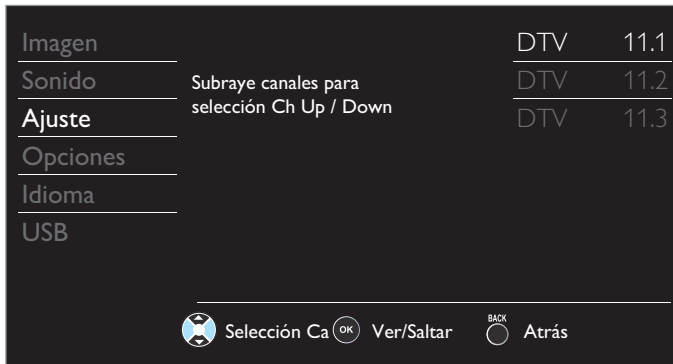 Imagen
Sonido
Ajuste
Opciones
Idioma
USB
Subraye canales para
selección Ch Up / Down
DTV 11.1
DTV 11.2
DTV 11.3
Selección Ca OK Ver/Saltar BACK Atrás